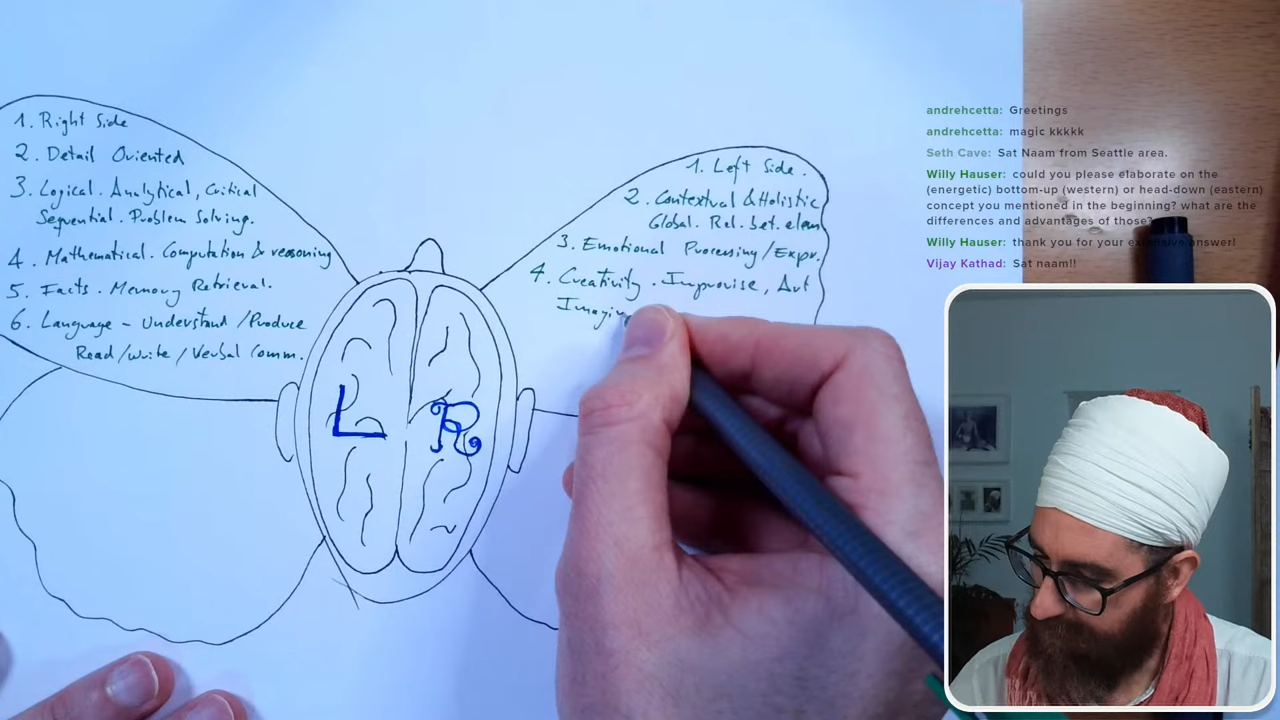 1. Right Side
2. Detail Oriented
3. Logical. Analytical, Critical
Sequential. Problem Solving.
4. Mathematical. Computation & reasoning
5. Facts. Memory Retrieval.
6. Language - Understand / Produce
Read/write / Verbal Comm.
L
R
1. Left Side.
2. Contextual & Holistic
Global. Rel. bet. elem
3. Emotional Processing/Expr.
4. Creativity. Improvise, Art
andrehcetta: Greetings
andrehcetta: magic kkkkk
Seth Cave: Sat Naam from Seattle area.
Willy Hauser: could you please elaborate on the
(energetic) bottom-up (western) or head-down (eastern)
concept you mentioned in the beginning? what are the
differences and advantages of those?
Willy Hauser: thank you for your extensive answer!
Vijay Kathad: Sat naam!!